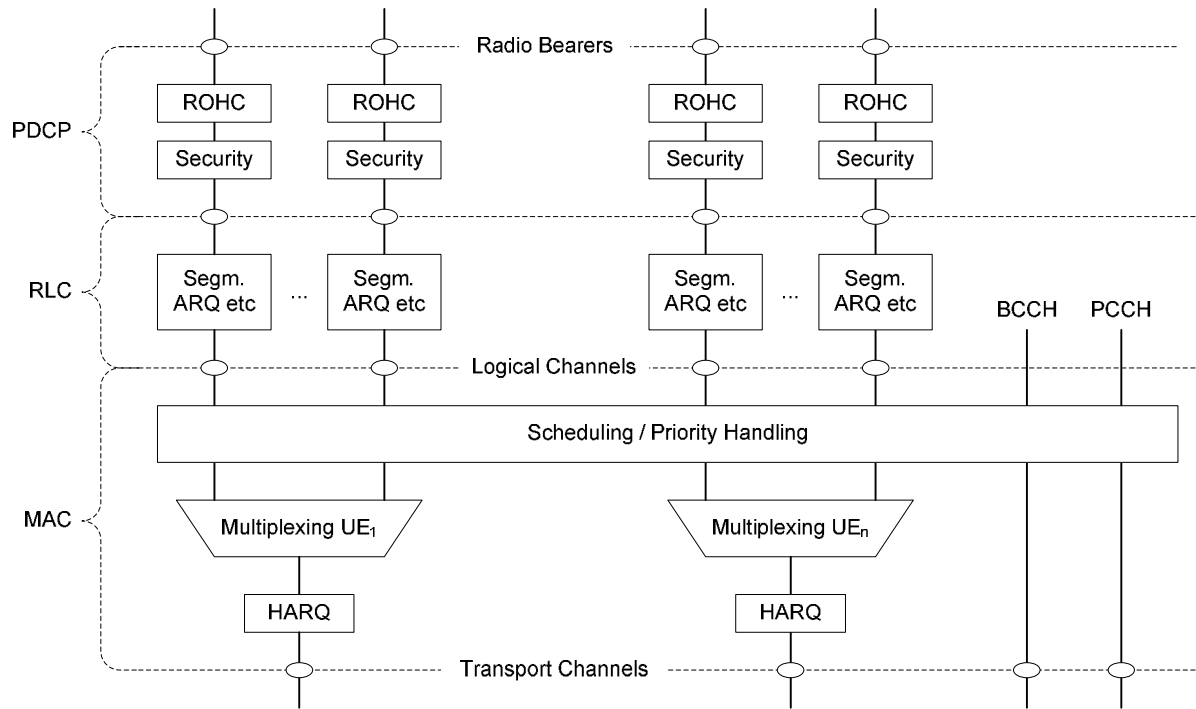 Radio Bearers
ROHC
ROHC
ROHC
ROHC
PDCP
Security
Security
Security
Security
RLC
Segm.
ARQ etc
...
Segm.
ARQ etc
Segm.
ARQ etc
...
Segm.
ARQ etc
BCCH
PCCH
Logical Channels
Scheduling / Priority Handling
MAC
Multiplexing UE₁
Multiplexing UEₙ
HARQ
HARQ
Transport Channels